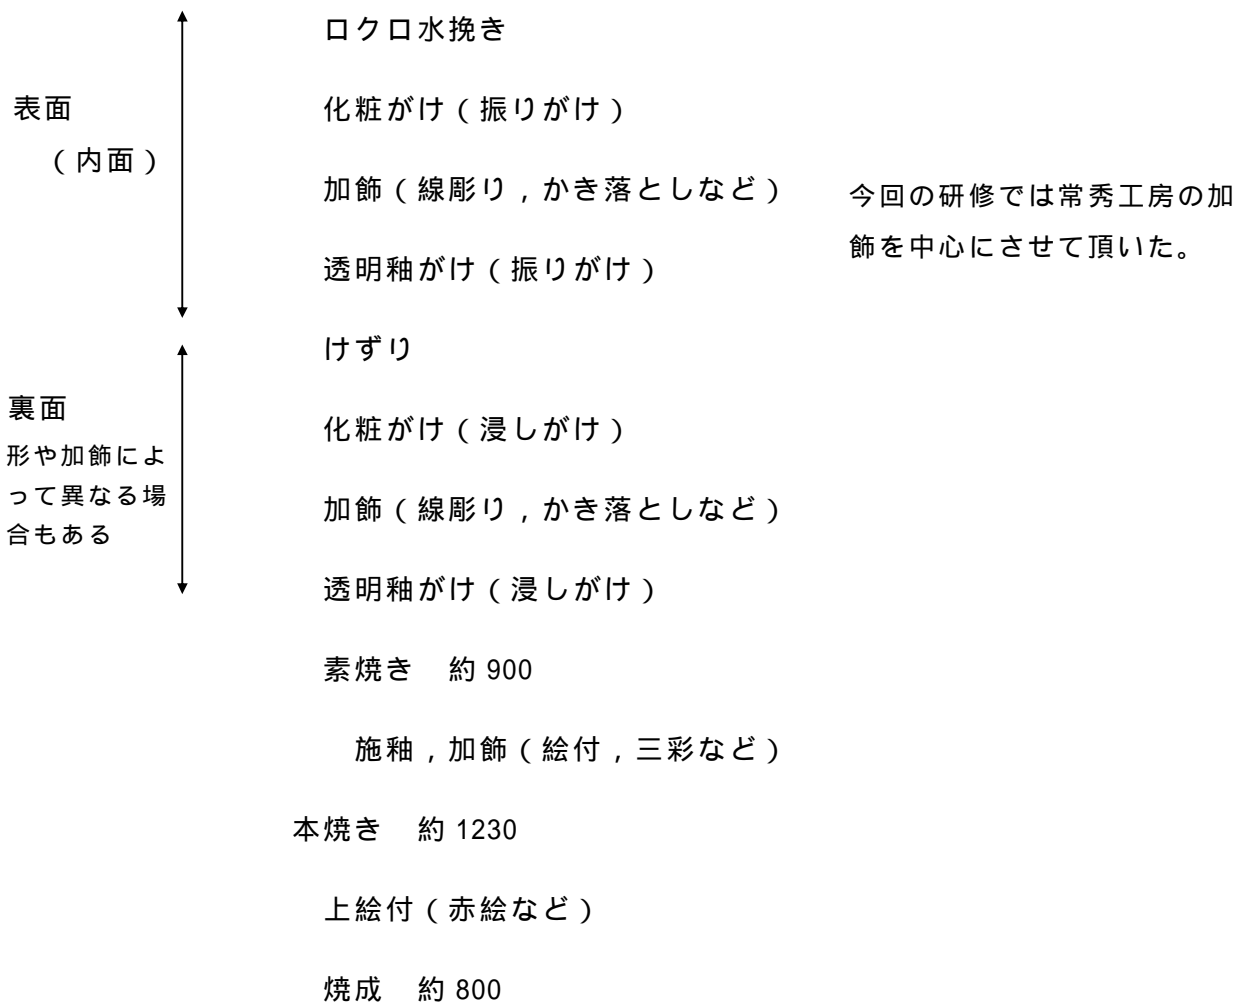 ロクロ水挽き
表面
（内面）
化粧がけ（振りがけ）
加飾（線彫り，かき落としなど）
今回の研修では常秀工房の加
飾を中心にさせて頂いた。
透明釉がけ（振りがけ）
けずり
裏面
形や加飾によ
って異なる場
合もある
化粧がけ（浸しがけ）
加飾（線彫り，かき落としなど）
透明釉がけ（浸しがけ）
素焼き　約 900
施釉，加飾（絵付，三彩など）
本焼き　約 1230
上絵付（赤絵など）
焼成　約 800